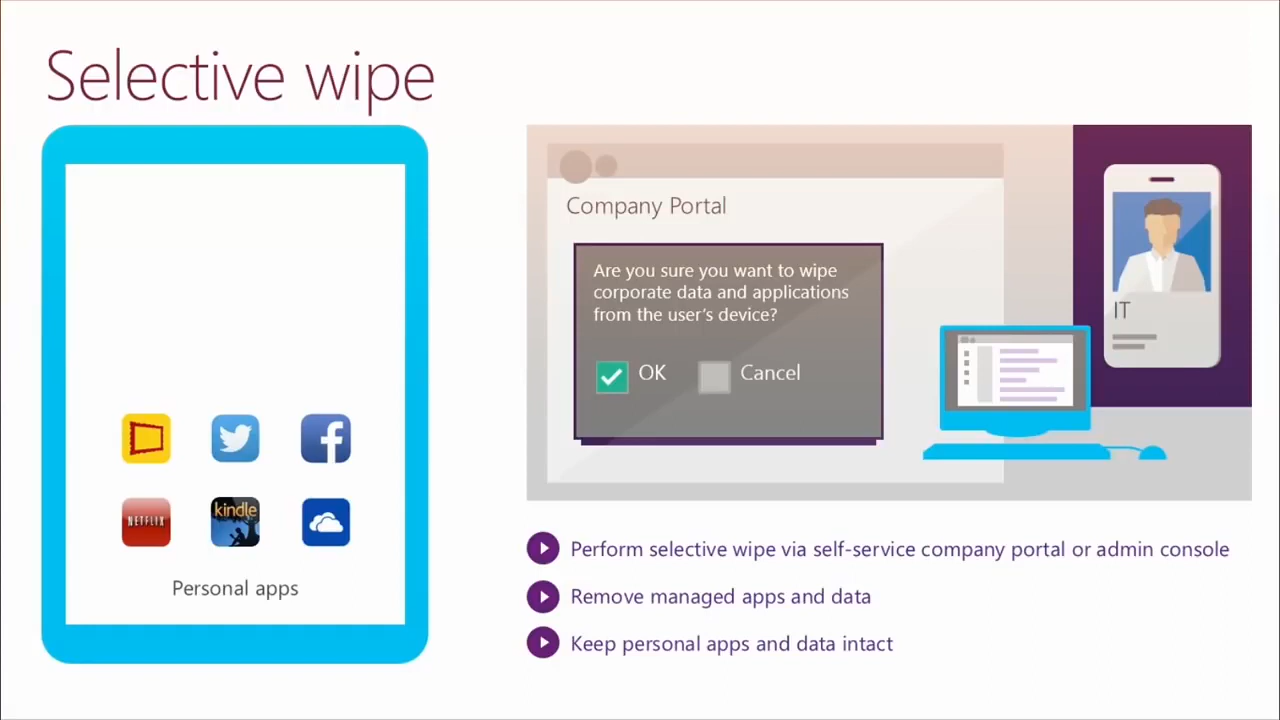 Selective wipe
Company Portal
Are you sure you want to wipe
corporate data and applications
from the user's device?
OK Cancel
IT
NETFLIX
kindle
Personal apps
Perform selective wipe via self-service company portal or admin console
Remove managed apps and data
Keep personal apps and data intact